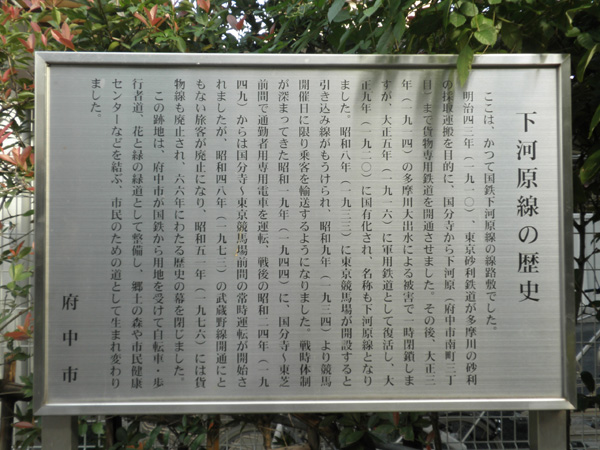 下河原線の歴史
ここは、かつて国鉄下河原線の線路敷でした。
明治四三年（一九一〇）、東京砂利鉄道が多摩川の砂利
の採取運搬を目的に、国分寺から下河原（府中市南町三丁
目）まで貨物専用鉄道を開通させました。その後、大正三
年（一九一四）の多摩川大出水による被害で一時閉鎖しま
すが、大正五年（一九一六）に軍用鉄道として復活し、大
正九年（一九二〇）に国有化され、名称も下河原線となり
ました。昭和八年（一九三三）に東京競馬場が開設すると
引き込み線がもうけられ、昭和九年（一九三四）より競馬
開催日に限り乗客を輸送するようになりました。戦時体制
が深まってきた昭和一九年（一九四四）に、国分寺〜東芝
前間で通勤者用専用電車を運転、戦後の昭和二四年（一九
四九）からは国分寺〜東京競馬場前間の常時運転が開始さ
れましたが、昭和四八年（一九七三）の武蔵野線開通にと
もない旅客が廃止になり、昭和五一年（一九七六）には貨
物線も廃止され、六六年にわたる歴史の幕を閉じました。
この跡地は、府中市が国鉄から用地を受けて自転車・歩
行者道、花と緑の緑道として整備し、郷土の森や市民健康
センターなどを結ぶ、市民のための道として生まれ変わり
ました。
府中市